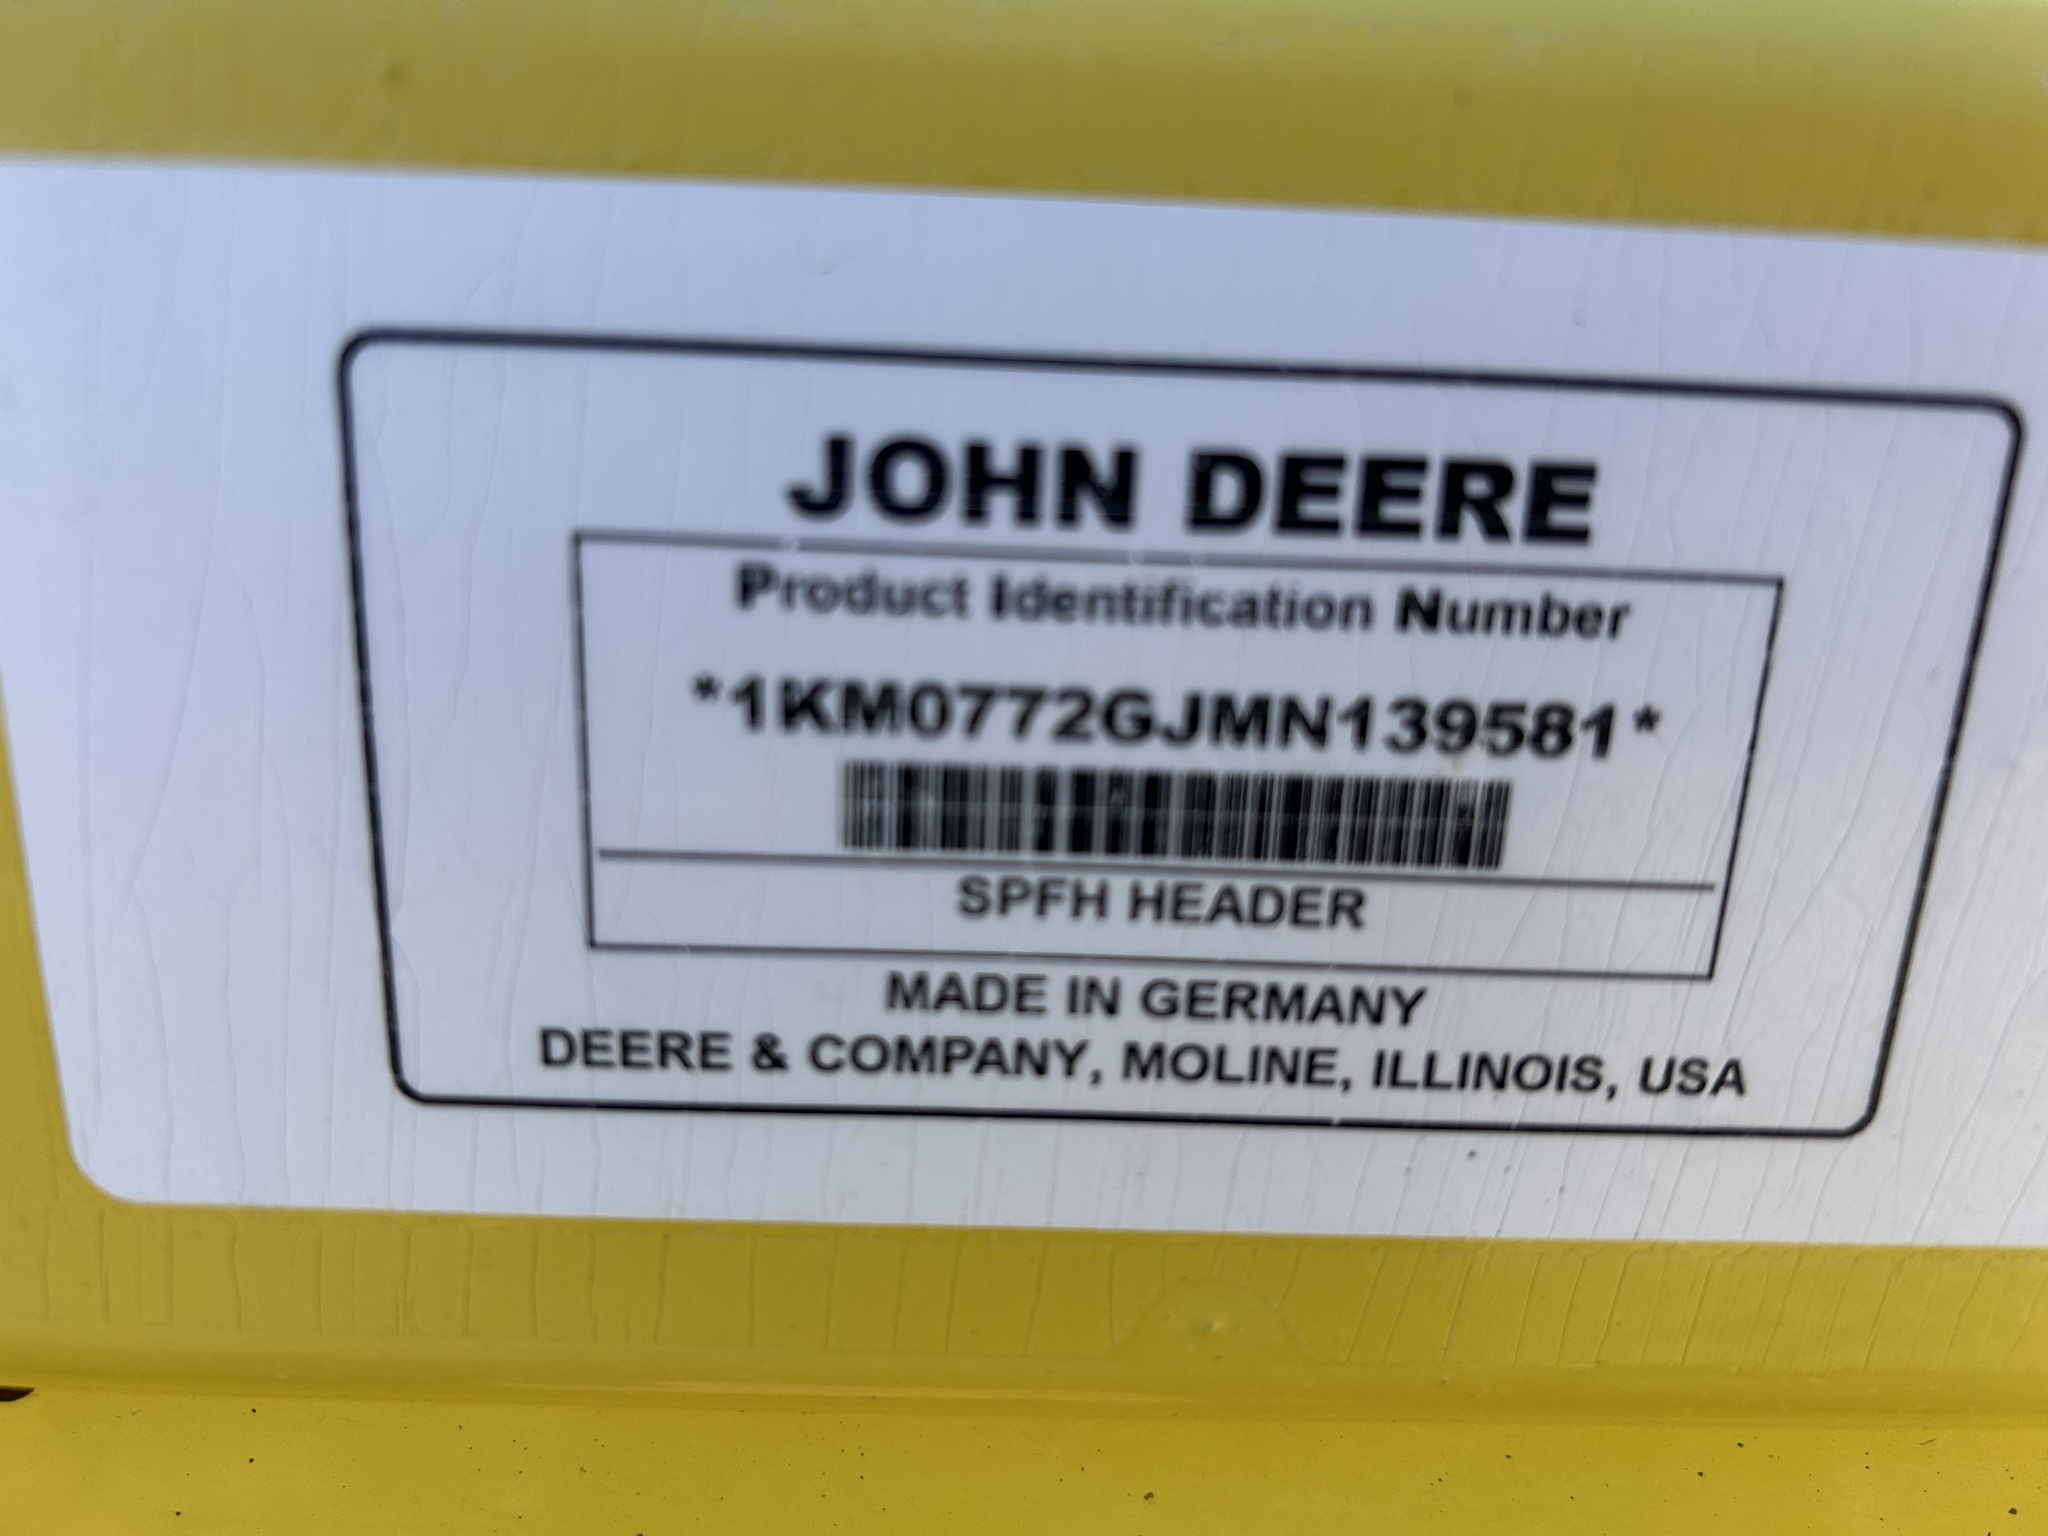 JOHN DEERE
Product Identification Number
*1KM0772GJMN139581*
SPFH HEADER
MADE IN GERMANY
DEERE & COMPANY, MOLINE, ILLINOIS, USA